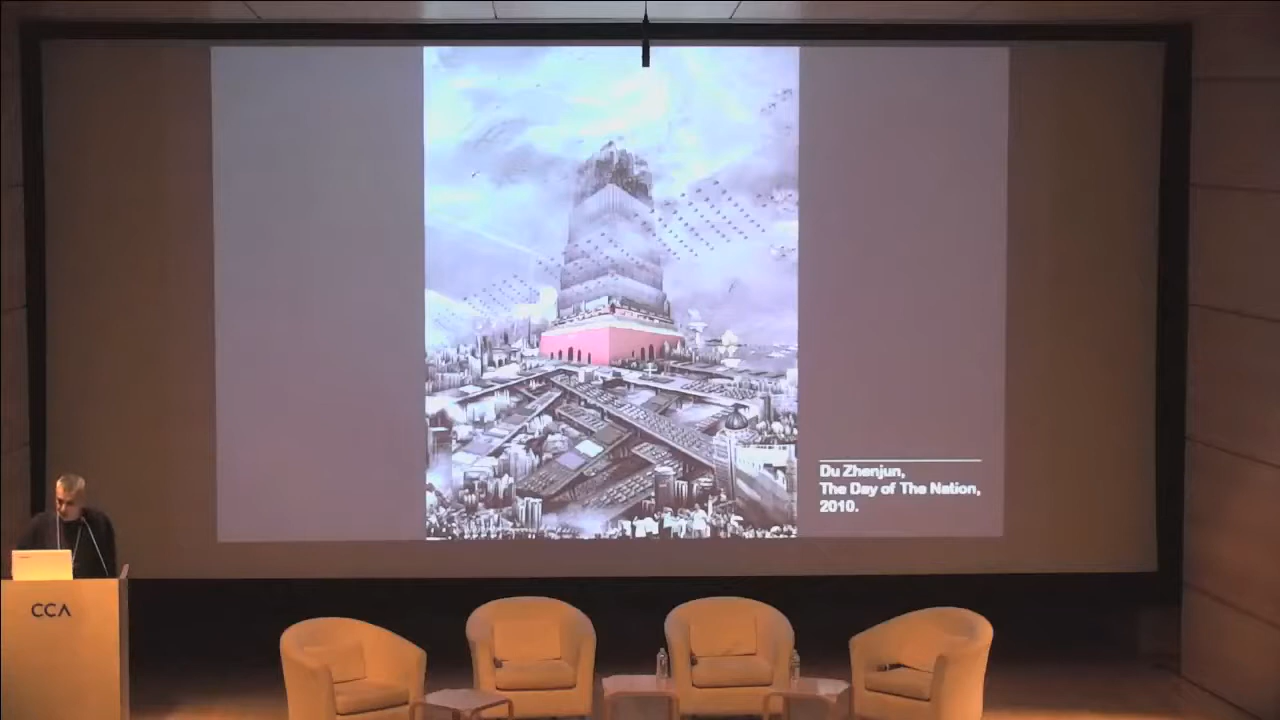 Du Zhenjun,
The Day of The Nation,
2010.
CCA